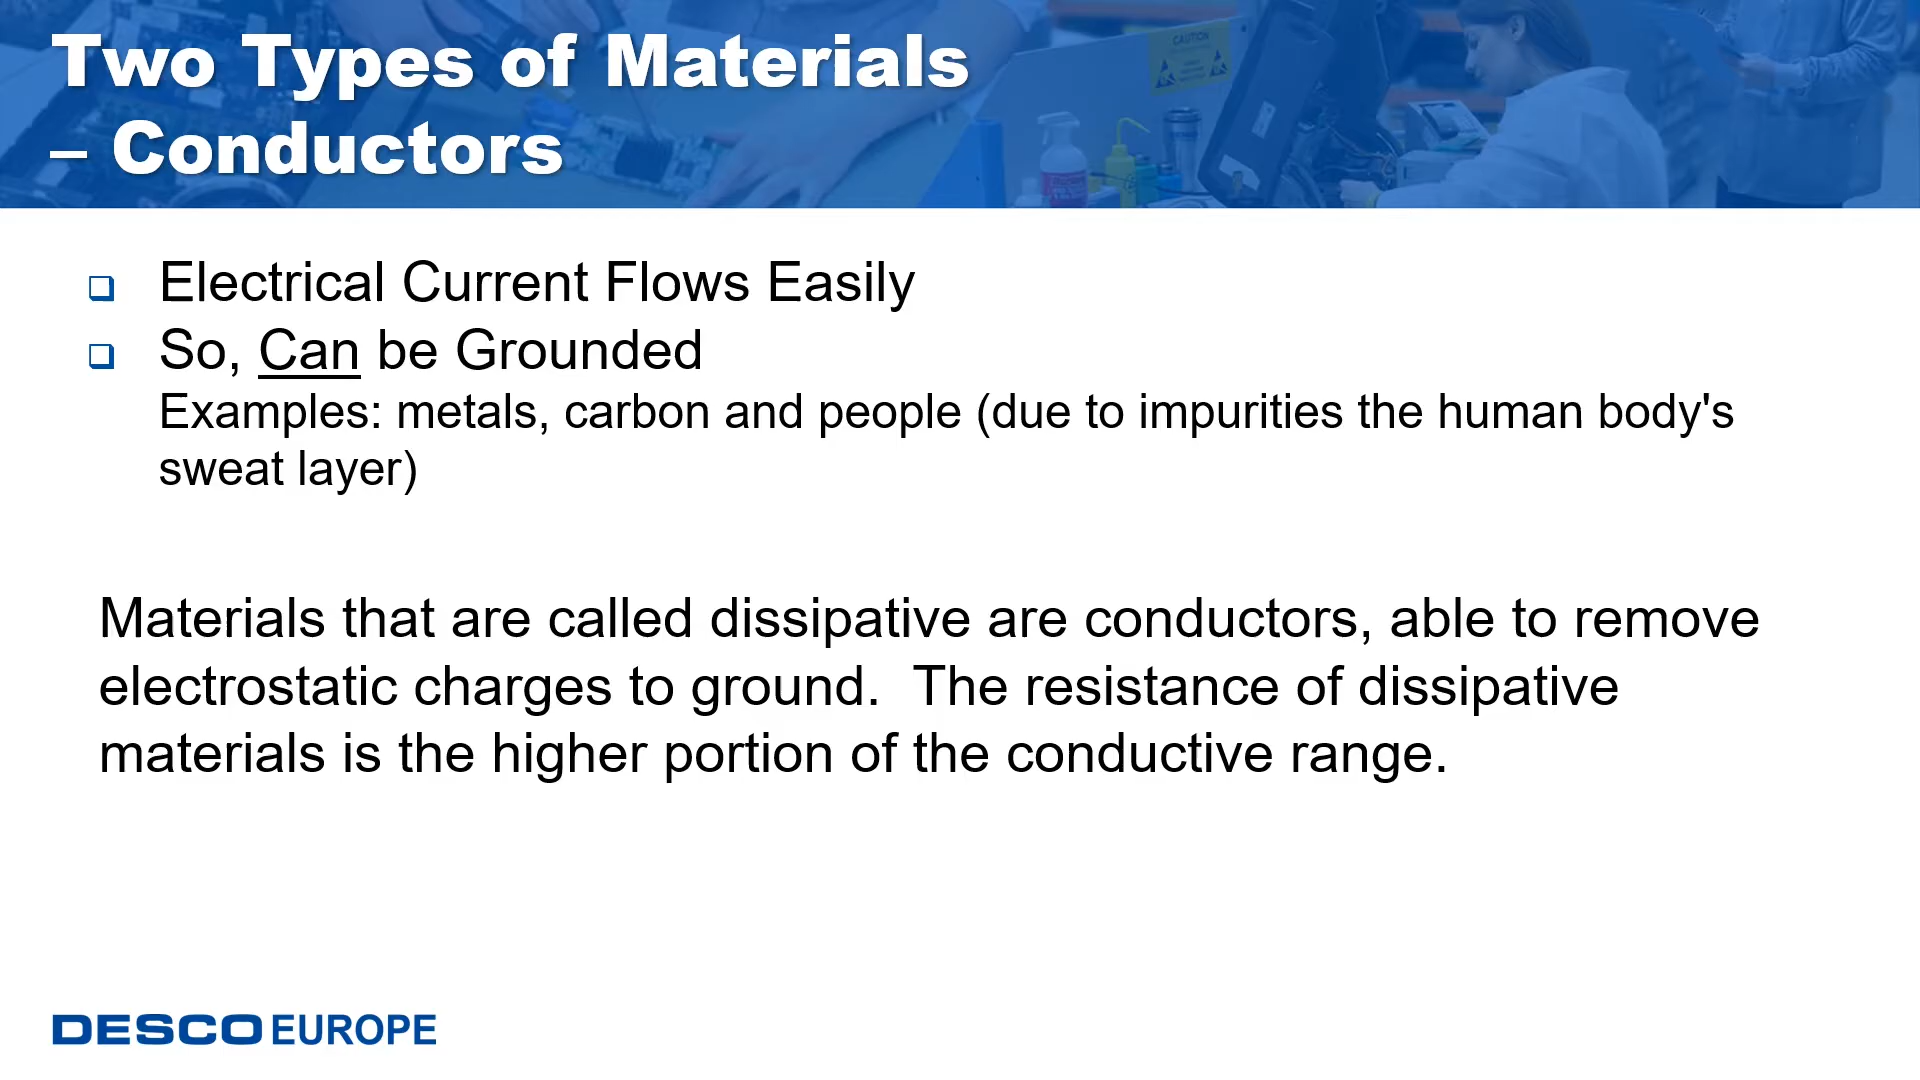 Two Types of Materials
– Conductors
CAUTION
Electrical Current Flows Easily
So, Can be Grounded
Examples: metals, carbon and people (due to impurities the human body's
sweat layer)
Materials that are called dissipative are conductors, able to remove
electrostatic charges to ground.  The resistance of dissipative
materials is the higher portion of the conductive range.
DESCO EUROPE